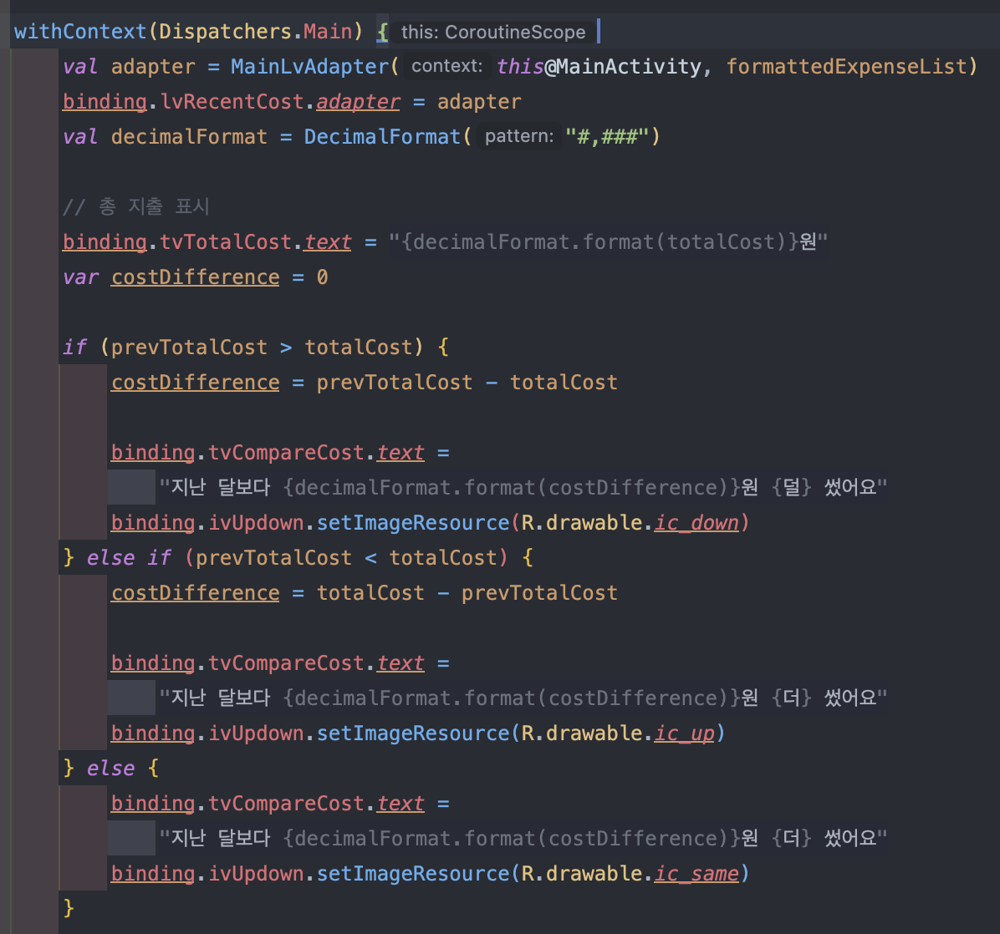 withContext(Dispatchers.Main) { this: CoroutineScope
val adapter = MainLvAdapter( context: this@MainActivity, formattedExpenseList)
binding.lvRecentCost.adapter = adapter
val decimalFormat = DecimalFormat( pattern: "#,###")
// 총 지출 표시
binding.tvTotalCost.text = "{decimalFormat.format(totalCost)}원"
var costDifference = 0
if (prevTotalCost > totalCost) {
costDifference = prevTotalCost - totalCost
binding.tvCompareCost.text =
"지난 달보다 {decimalFormat.format(costDifference)}원 {덜} 썼어요"
binding.ivUpdown.setImageResource(R.drawable.ic_down)
} else if (prevTotalCost < totalCost) {
costDifference = totalCost - prevTotalCost
binding.tvCompareCost.text =
"지난 달보다 {decimalFormat.format(costDifference)}원 {더} 썼어요"
binding.ivUpdown.setImageResource(R.drawable.ic_up)
} else {
binding.tvCompareCost.text =
"지난 달보다 {decimalFormat.format(costDifference)}원 {더} 썼어요"
binding.ivUpdown.setImageResource(R.drawable.ic_same)
}